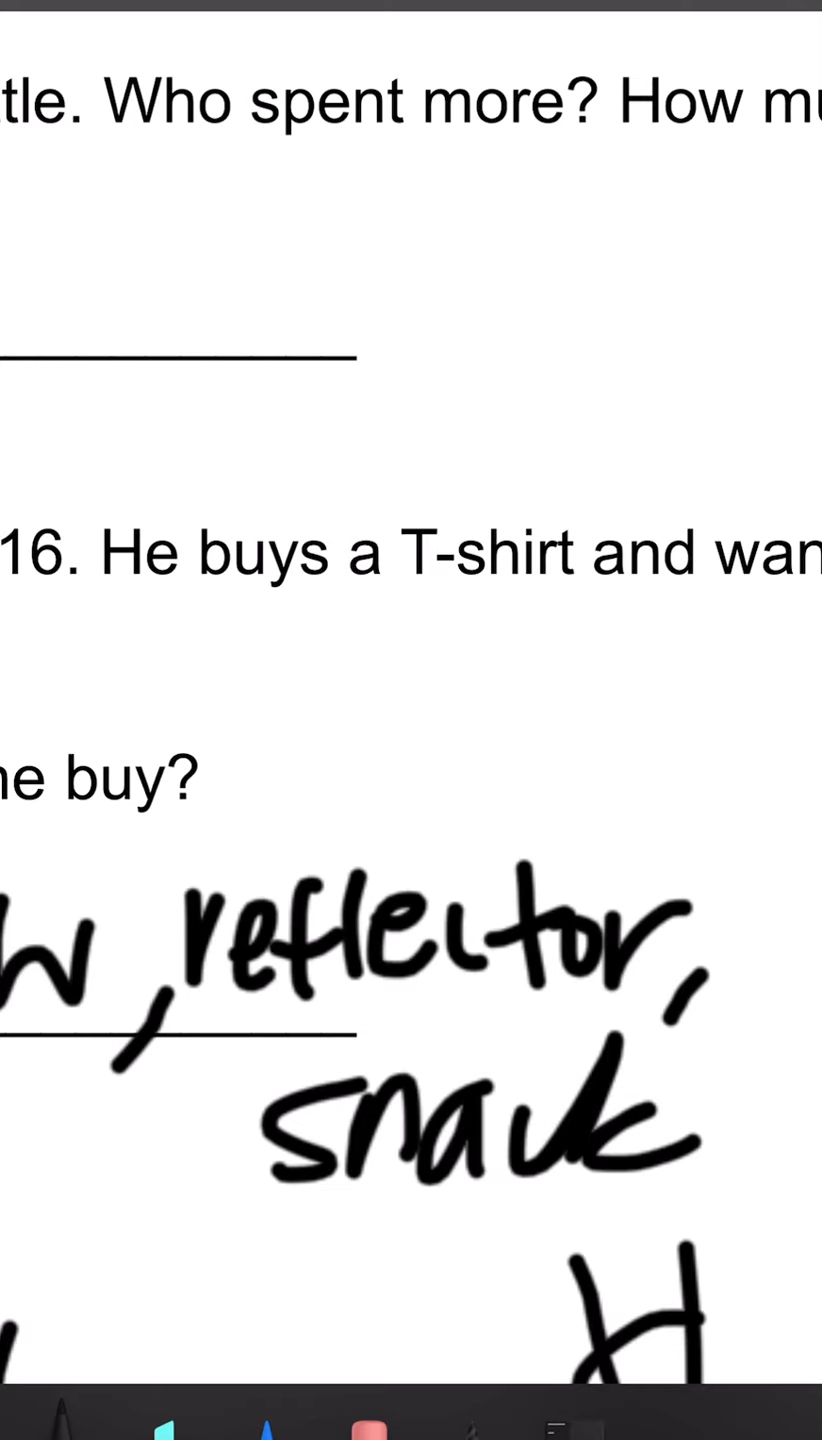 tle. Who spent more? How mu
16. He buys a T-shirt and wan
he buy?
w, reflector,
snack